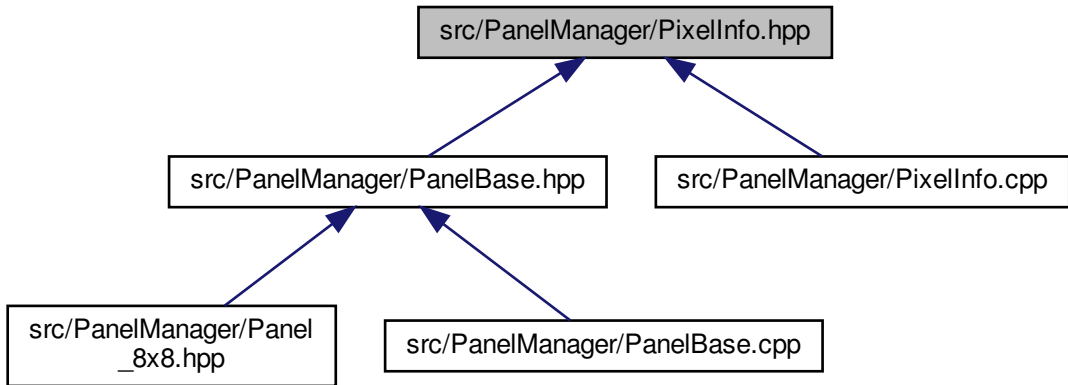 src/PanelManager/PixelInfo.hpp
src/PanelManager/PanelBase.hpp
src/PanelManager/PixelInfo.cpp
src/PanelManager/Panel
_8x8.hpp
src/PanelManager/PanelBase.cpp